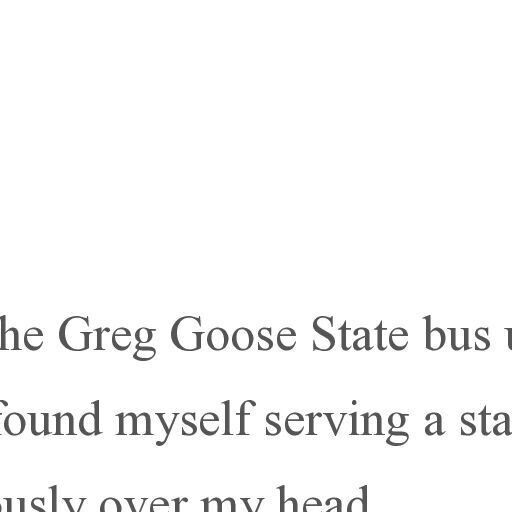 he Greg Goose State bus u
found myself serving a sta
ously over my head